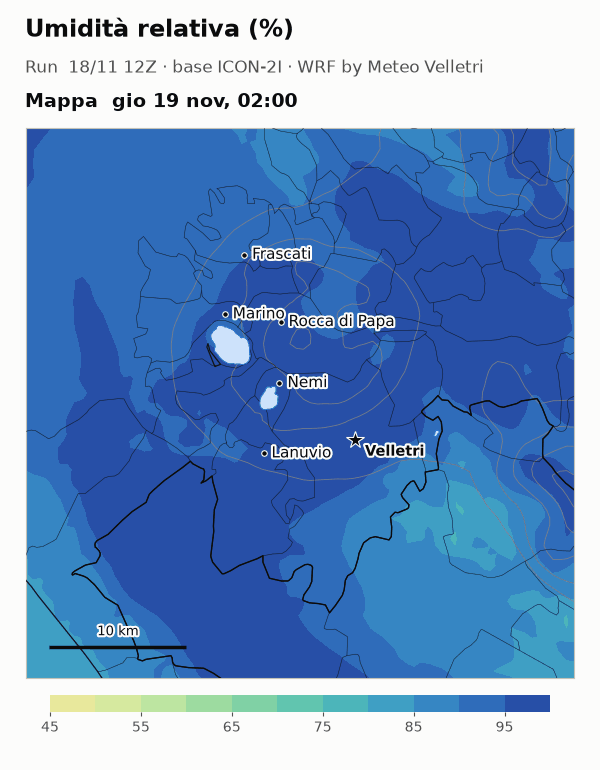 Umidità relativa (%)
Run  18/11 12Z · base ICON-2I · WRF by Meteo Velletri
Mappa  gio 19 nov, 02:00
Frascati
Marino
Rocca di Papa
Nemi
Velletri
Lanuvio
10 km
45 55 65 75 85 95